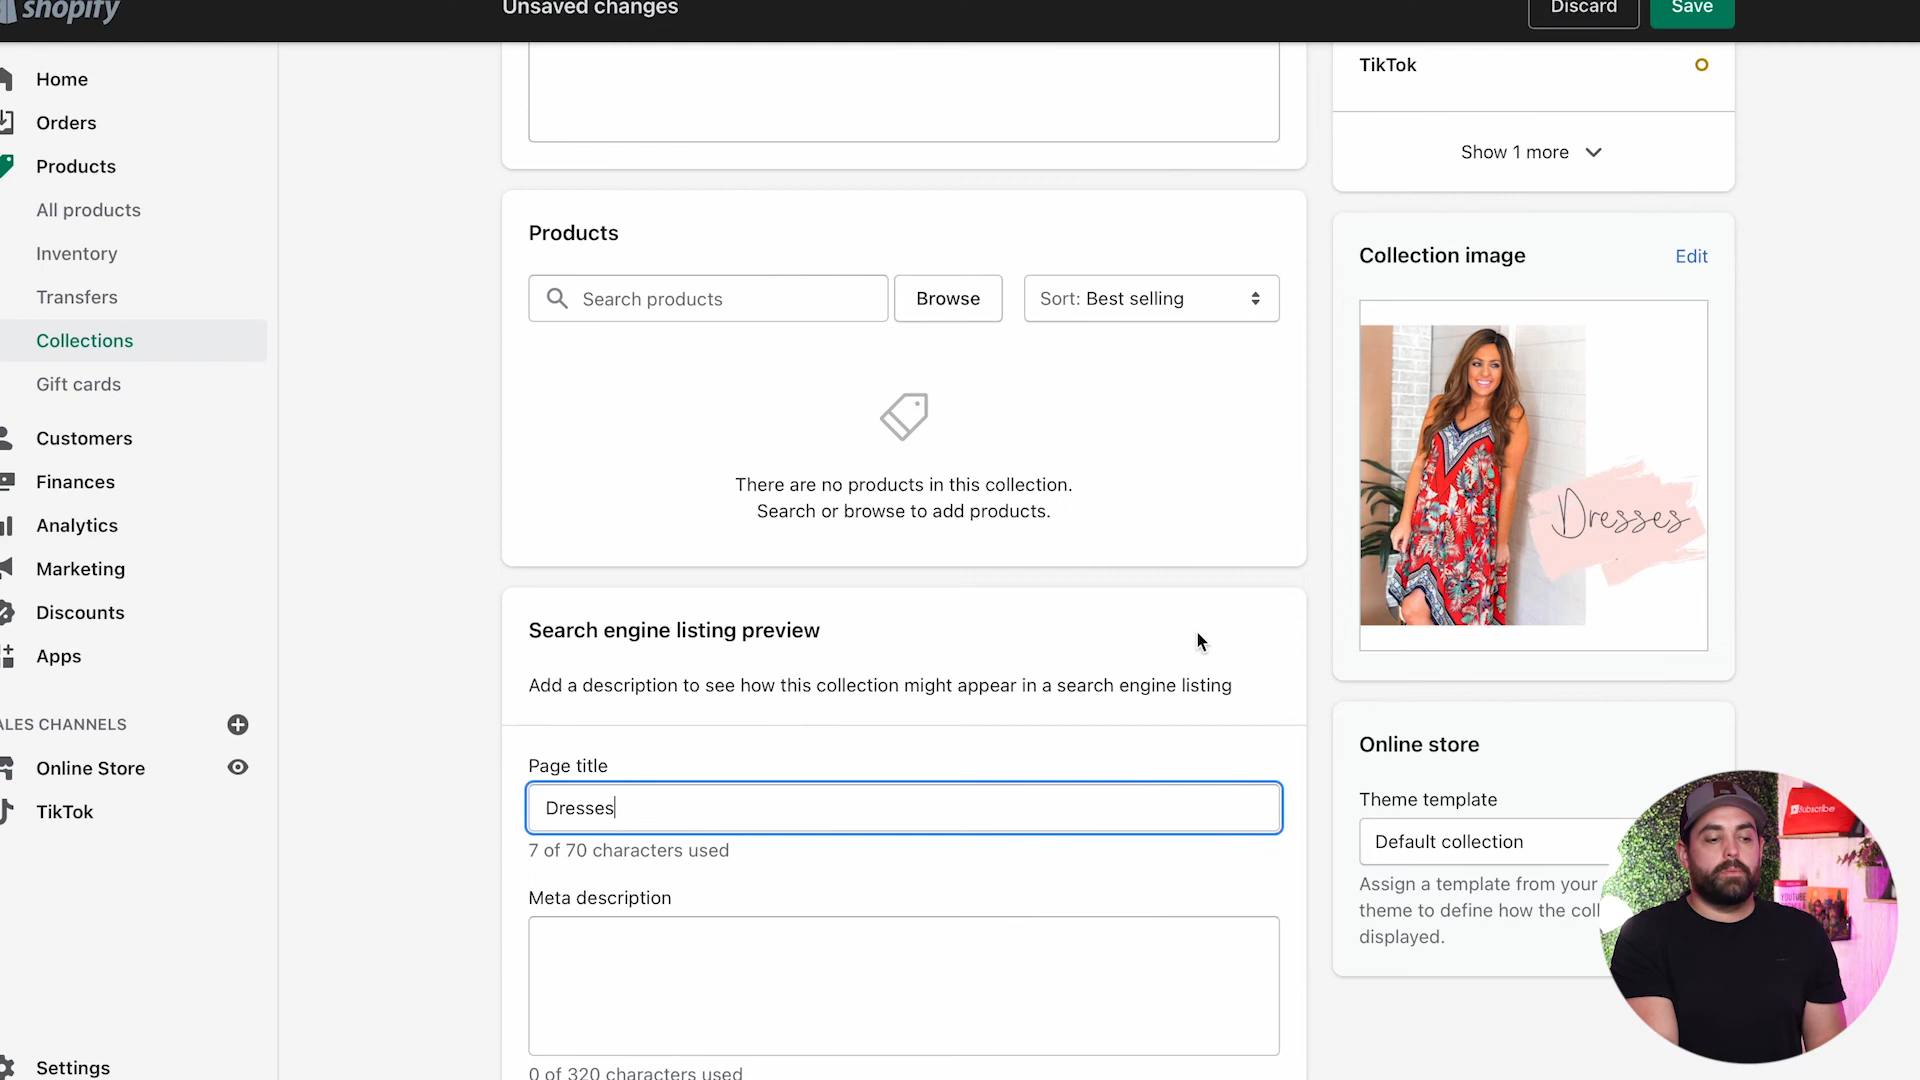 shopify
Unsaved changes
Discard
Save
Home
Orders
Products
All products
Inventory
Transfers
Collections
Gift cards
Customers
Finances
Analytics
Marketing
Discounts
Apps
ALES CHANNELS
Online Store
TikTok
Settings
Products
Search products
Browse
Sort: Best selling
There are no products in this collection.
Search or browse to add products.
Search engine listing preview
Add a description to see how this collection might appear in a search engine listing
Page title
Dresses
7 of 70 characters used
Meta description
0 of 320 characters used
TikTok
Show 1 more
Collection image
Edit
Dresses
Online store
Theme template
Default collection
Assign a template from your
theme to define how the coll
displayed.
Subscribe
YOUTUBE